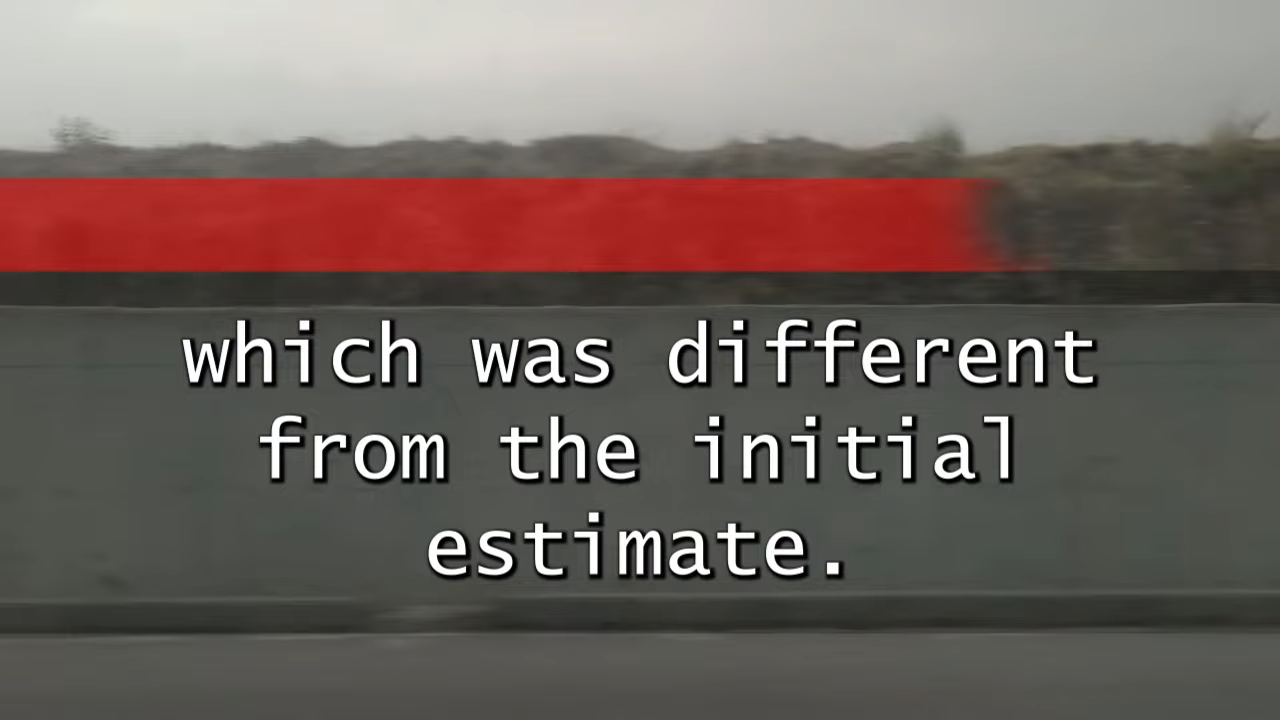 which was different
from the initial
estimate.